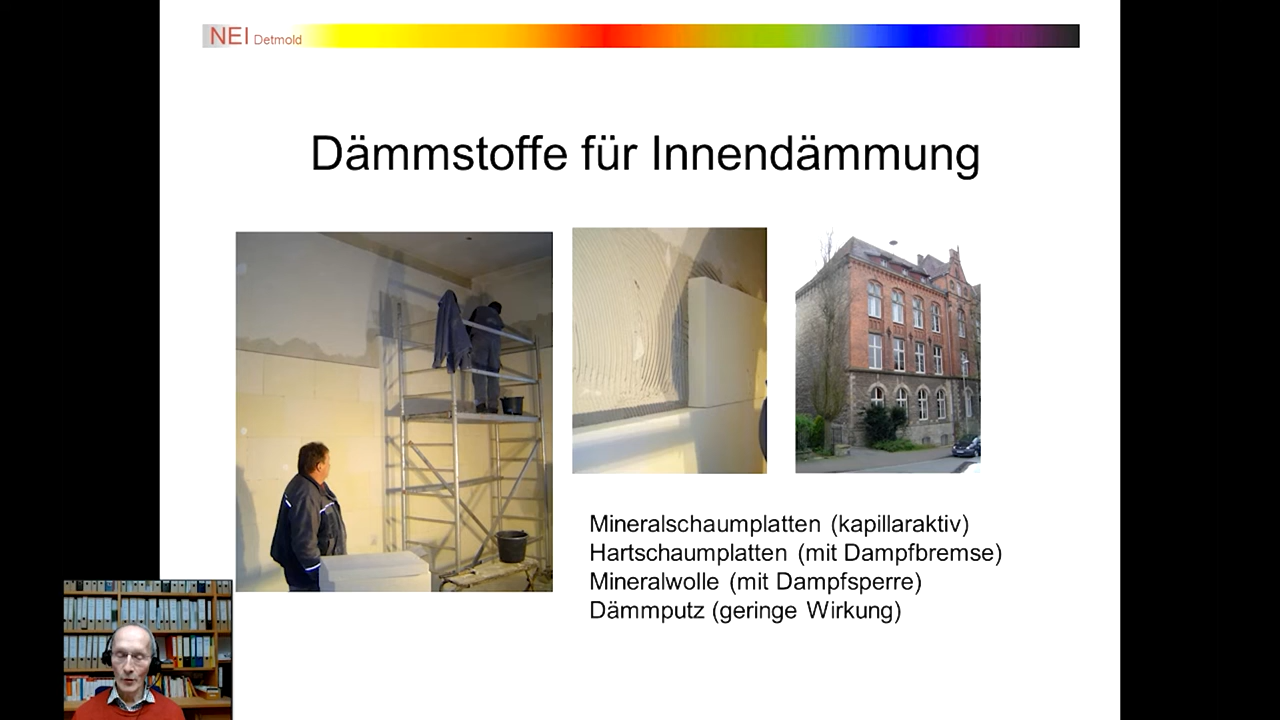 NEI Detmold
Dämmstoffe für Innendämmung
Mineralschaumplatten (kapillaraktiv)
Hartschaumplatten (mit Dampfbremse)
Mineralwolle (mit Dampfsperre)
Dämmputz (geringe Wirkung)